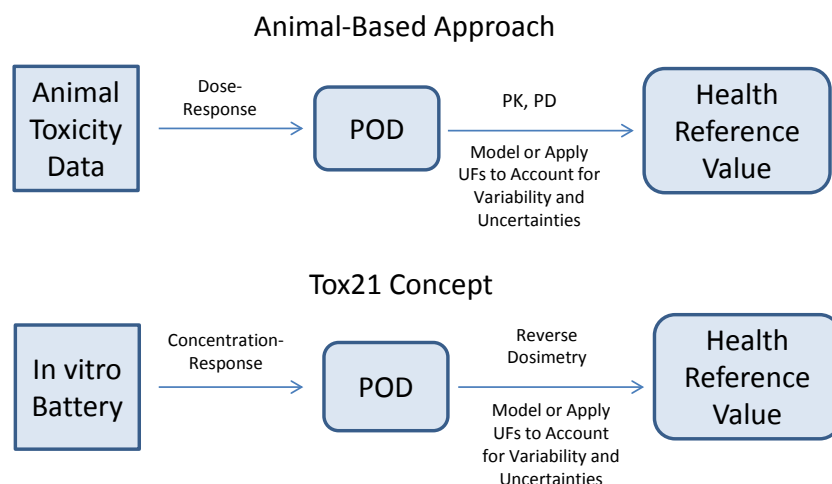 Animal-Based Approach
Animal
Toxicity
Data
Dose-
Response
POD
PK, PD
Model or Apply
UFs to Account for
Variability and
Uncertainties
Health
Reference
Value
Tox21 Concept
In vitro
Battery
Concentration-
Response
POD
Reverse
Dosimetry
Model or Apply
UFs to Account
for Variability and
Uncertainties
Health
Reference
Value